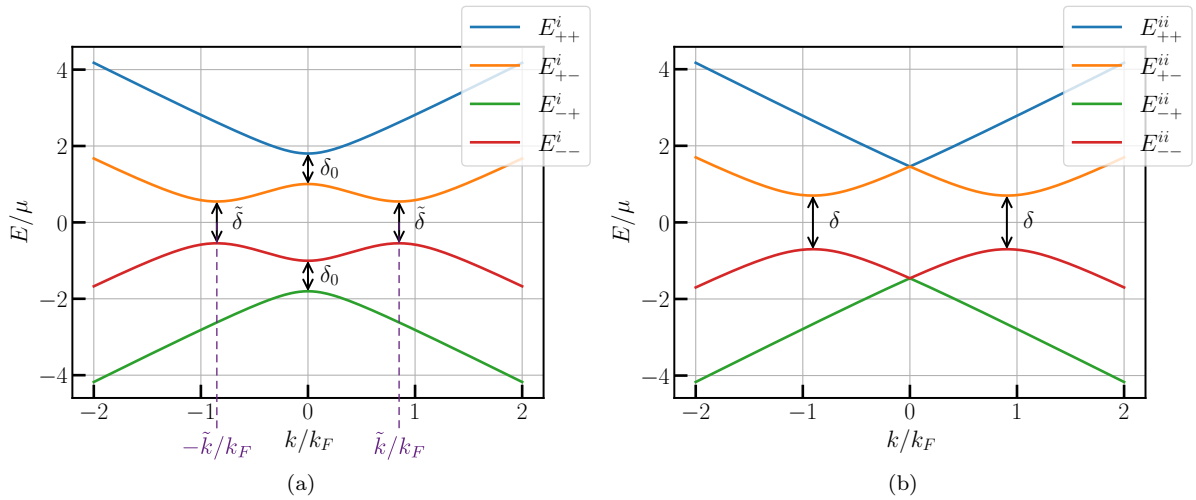 E^i_{++}
E^i_{+-}
E^i_{-+}
E^i_{--}
4
2
0
−2
−4
E/μ
δ_0
δ̃
δ̃
δ_0
−2
−1
0
1
2
−k̃/k_F
k/k_F
k̃/k_F
(a)
E^{ii}_{++}
E^{ii}_{+-}
E^{ii}_{-+}
E^{ii}_{--}
4
2
0
−2
−4
E/μ
δ
δ
−2
−1
0
1
2
k/k_F
(b)